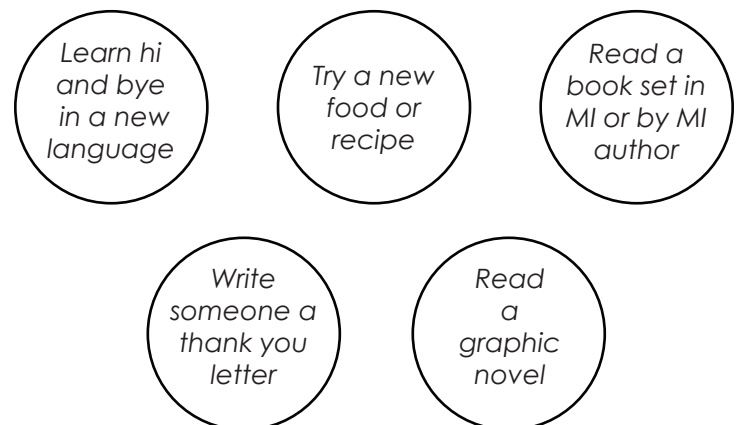 Learn hi
and bye
in a new
language
Try a new
food or
recipe
Read a
book set in
MI or by MI
author
Write
someone a
thank you
letter
Read
a
graphic
novel